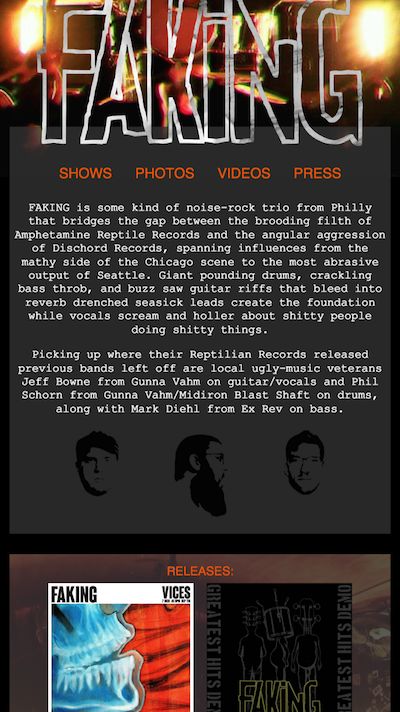 FAKING
SHOWS PHOTOS VIDEOS PRESS
FAKING is some kind of noise-rock trio from Philly
that bridges the gap between the brooding filth of
Amphetamine Reptile Records and the angular aggression
of Dischord Records, spanning influences from the
mathy side of the Chicago scene to the most abrasive
output of Seattle. Giant pounding drums, crackling
bass throb, and buzz saw guitar riffs that bleed into
reverb drenched seasick leads create the foundation
while vocals scream and holler about shitty people
doing shitty things.
Picking up where their Reptilian Records released
previous bands left off are local ugly-music veterans
Jeff Bowne from Gunna Vahm on guitar/vocals and Phil
Schorn from Gunna Vahm/Midiron Blast Shaft on drums,
along with Mark Diehl from Ex Rev on bass.
RELEASES:
FAKING VICES
GREATEST HITS DEMO
FAKING
GREATEST HITS DEMO